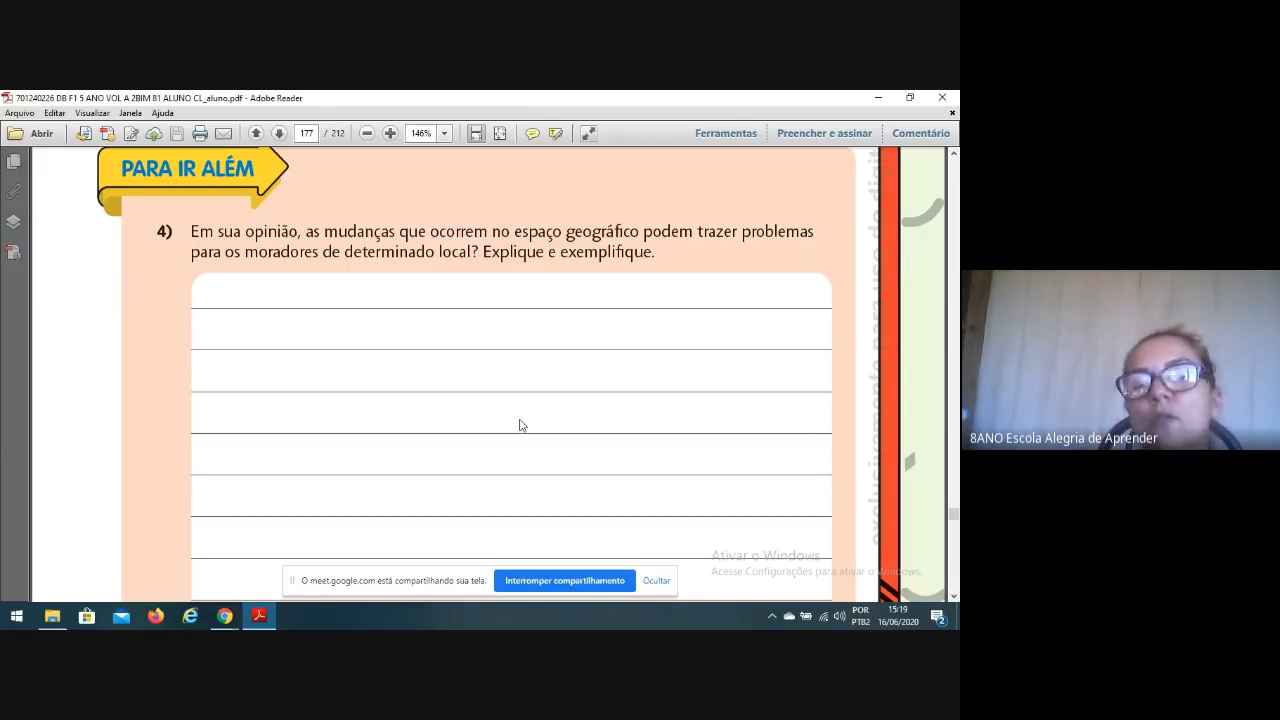 701240226 DB F1 5 ANO VOL A 2BIM 81 ALUNO CL_aluno.pdf - Adobe Reader
Arquivo Editar Visualizar Janela Ajuda
Abrir 177 / 212 146% Ferramentas Preencher e assinar Comentário
PARA IR ALÉM
4) Em sua opinião, as mudanças que ocorrem no espaço geográfico podem trazer problemas
para os moradores de determinado local? Explique e exemplifique.
8ANO Escola Alegria de Aprender
Ativar o Windows
Acesse Configurações para ativar o Windows.
O meet.google.com está compartilhando sua tela. Interromper compartilhamento Ocultar
POR 15:19
PTB2 16/06/2020 2